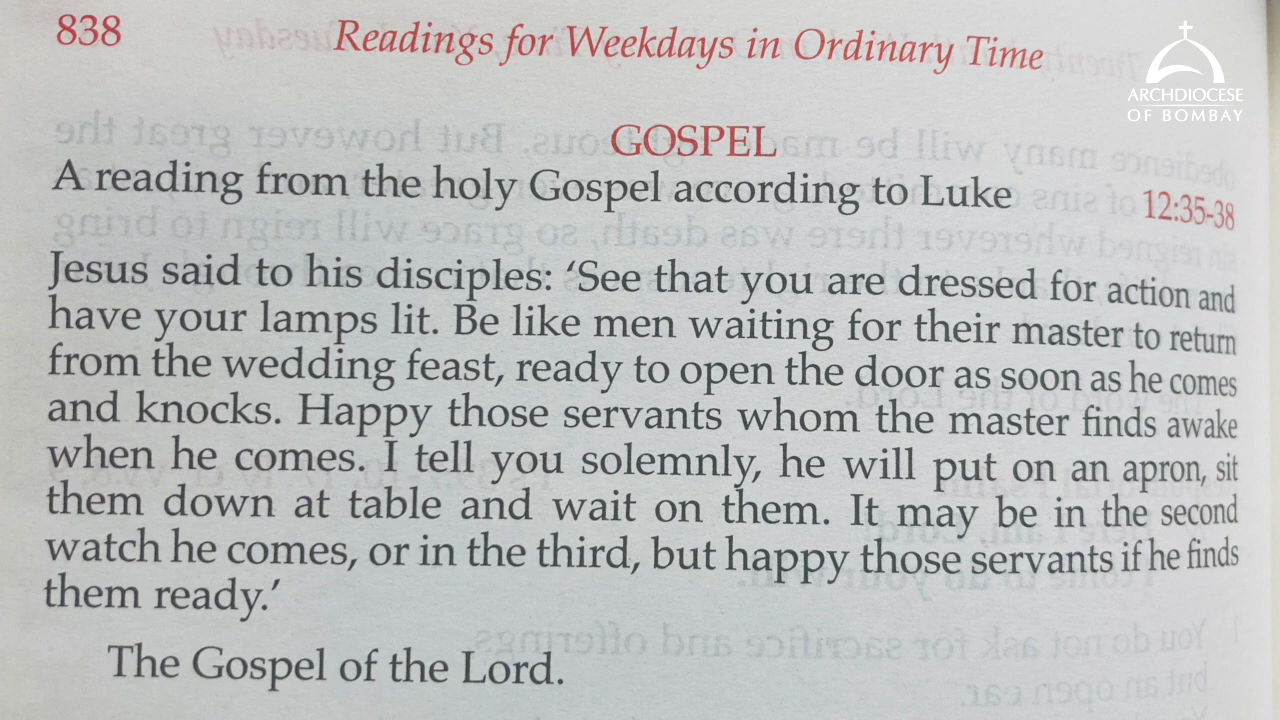 838
Readings for Weekdays in Ordinary Time
ARCHDIOCESE
OF BOMBAY
GOSPEL
A reading from the holy Gospel according to Luke 12:35-38
Jesus said to his disciples: ‘See that you are dressed for action and
have your lamps lit. Be like men waiting for their master to return
from the wedding feast, ready to open the door as soon as he comes
and knocks. Happy those servants whom the master finds awake
when he comes. I tell you solemnly, he will put on an apron, sit
them down at table and wait on them. It may be in the second
watch he comes, or in the third, but happy those servants if he finds
them ready.’
The Gospel of the Lord.